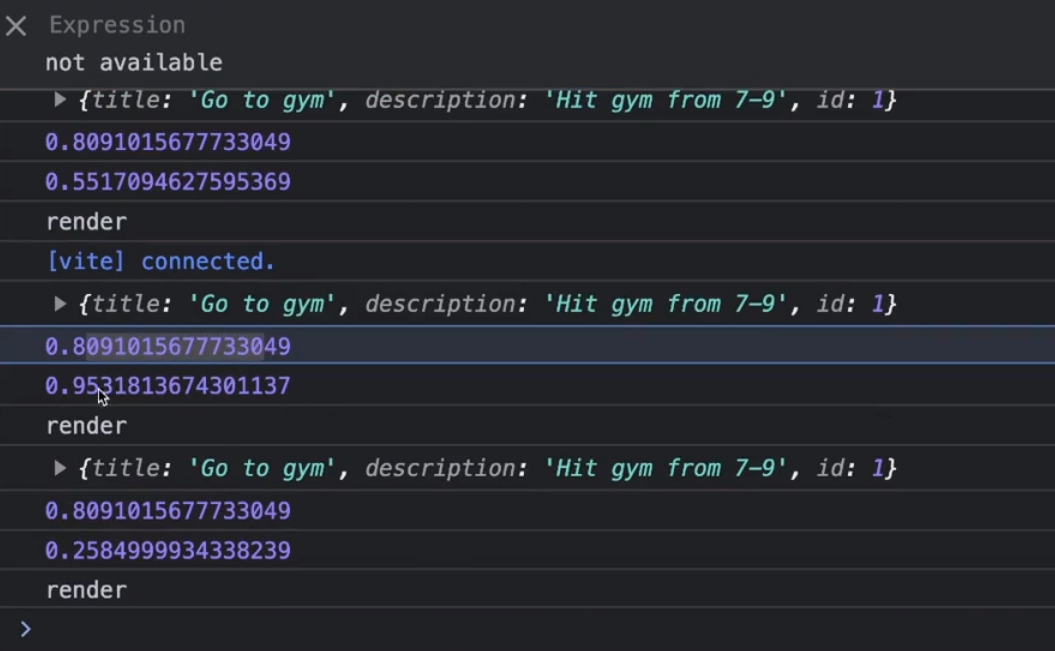 Expression
not available
{title: 'Go to gym', description: 'Hit gym from 7–9', id: 1}
0.8091015677733049
0.5517094627595369
render
[vite] connected.
{title: 'Go to gym', description: 'Hit gym from 7–9', id: 1}
0.8091015677733049
0.9531813674301137
render
{title: 'Go to gym', description: 'Hit gym from 7–9', id: 1}
0.8091015677733049
0.2584999934338239
render